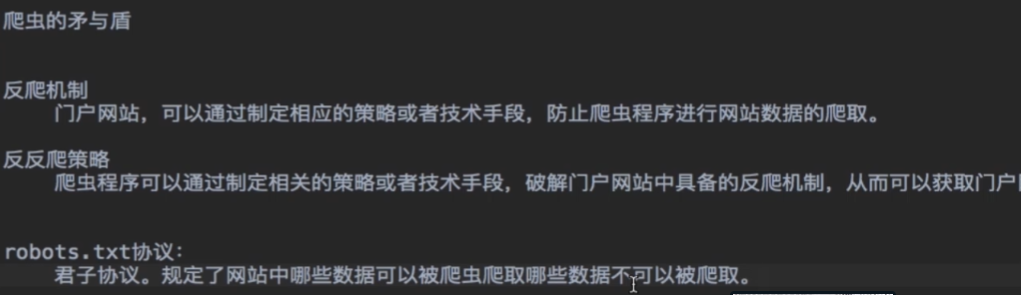 爬虫的矛与盾
反爬机制
门户网站，可以通过制定相应的策略或者技术手段，防止爬虫程序进行网站数据的爬取。
反反爬策略
爬虫程序可以通过制定相关的策略或者技术手段，破解门户网站中具备的反爬机制，从而可以获取门户
robots.txt协议：
君子协议。规定了网站中哪些数据可以被爬虫爬取哪些数据不可以被爬取。